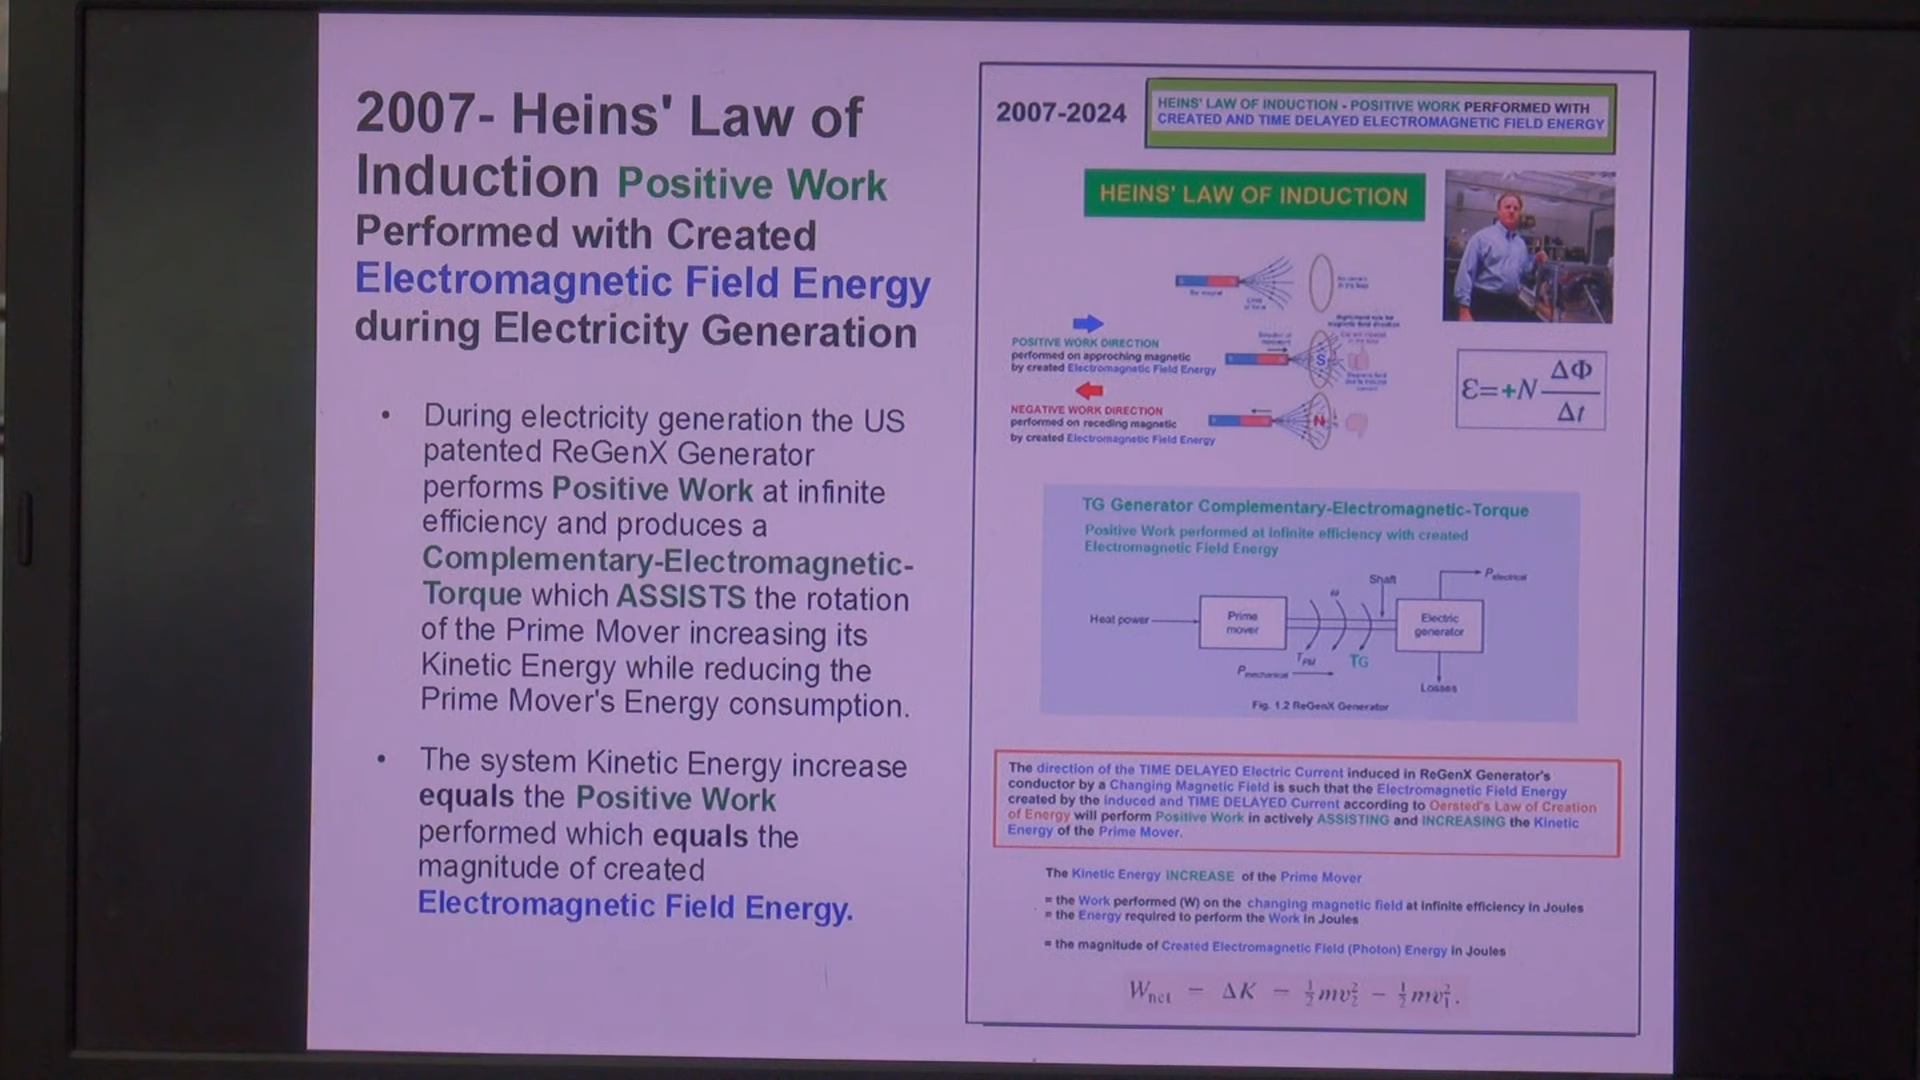 2007- Heins' Law of
Induction Positive Work
Performed with Created
Electromagnetic Field Energy
during Electricity Generation
• During electricity generation the US
patented ReGenX Generator
performs Positive Work at infinite
efficiency and produces a
Complementary-Electromagnetic-
Torque which ASSISTS the rotation
of the Prime Mover increasing its
Kinetic Energy while reducing the
Prime Mover's Energy consumption.
• The system Kinetic Energy increase
equals the Positive Work
performed which equals the
magnitude of created
Electromagnetic Field Energy.
2007-2024
HEINS' LAW OF INDUCTION - POSITIVE WORK PERFORMED WITH
CREATED AND TIME DELAYED ELECTROMAGNETIC FIELD ENERGY
HEINS' LAW OF INDUCTION
POSITIVE WORK DIRECTION
performed on approching magnetic
by created Electromagnetic Field Energy
S
NEGATIVE WORK DIRECTION
performed on receding magnetic
by created Electromagnetic Field Energy
N
ℰ=+N ΔΦ/Δt
TG Generator Complementary-Electromagnetic-Torque
Positive Work performed at infinite efficiency with created
Electromagnetic Field Energy
Shaft
Pelectrical
ω
Heat power
Prime
mover
Electric
generator
TPM
TG
Pmechanical
Losses
Fig. 1.2 ReGenX Generator
The direction of the TIME DELAYED Electric Current induced in ReGenX Generator's
conductor by a Changing Magnetic Field is such that the Electromagnetic Field Energy
created by the induced and TIME DELAYED Current according to Oersted's Law of Creation
of Energy will perform Positive Work in actively ASSISTING and INCREASING the Kinetic
Energy of the Prime Mover.
The Kinetic Energy INCREASE of the Prime Mover
= the Work performed (W) on the changing magnetic field at infinite efficiency in Joules
= the Energy required to perform the Work in Joules
= the magnitude of Created Electromagnetic Field (Photon) Energy in Joules
Wnet = ΔK = ½mv₂² − ½mv₁².